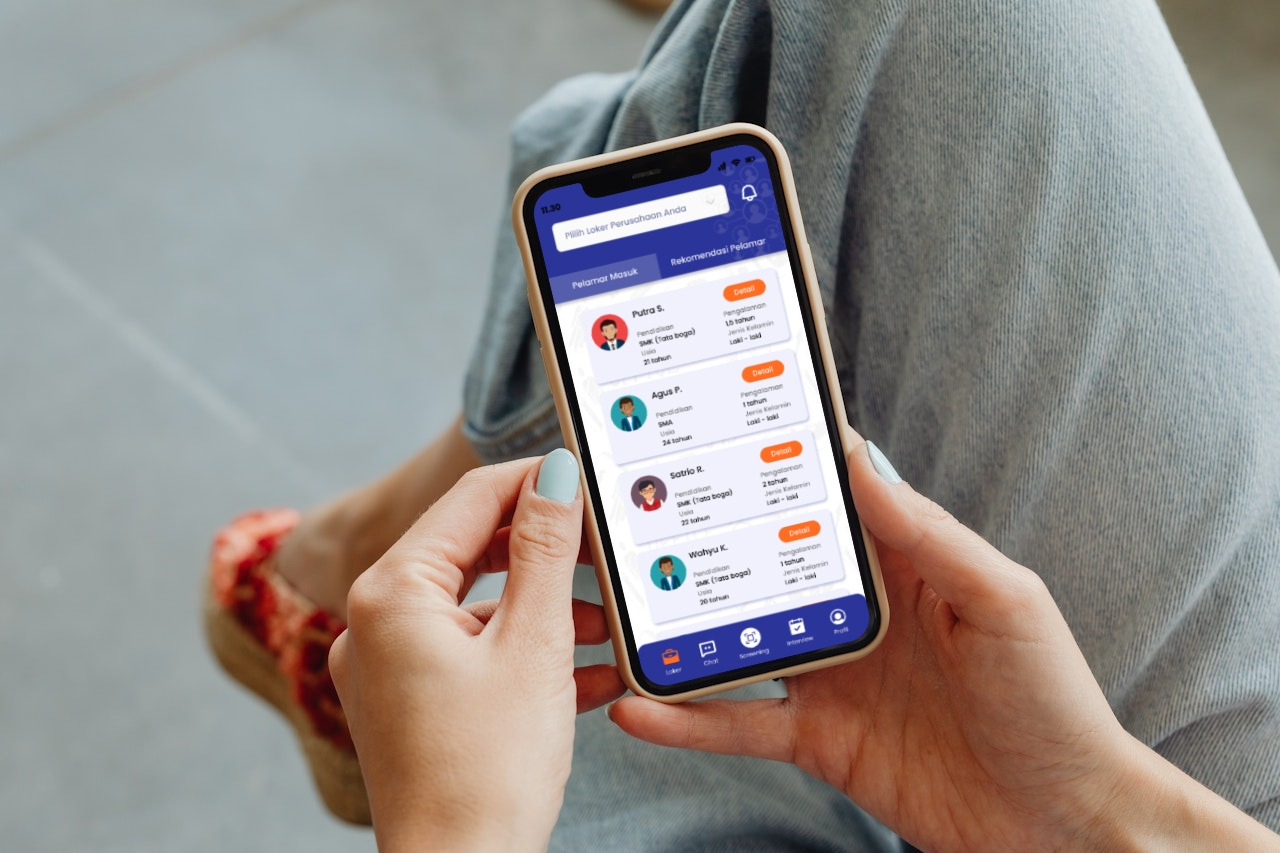 11.30
Pilih Loker Perusahaan Anda
Pelamar Masuk
Rekomendasi Pelamar
Putra S.
Detail
Pendidikan
SMK (Tata boga)
Usia
21 tahun
Pengalaman
1,5 tahun
Jenis Kelamin
Laki - laki
Agus P.
Detail
Pendidikan
SMA
Usia
24 tahun
Pengalaman
1 tahun
Jenis Kelamin
Laki - laki
Satrio R.
Detail
Pendidikan
SMK (Tata boga)
Usia
22 tahun
Pengalaman
2 tahun
Jenis Kelamin
Laki - laki
Wahyu K.
Detail
Pendidikan
SMK (Tata boga)
Usia
20 tahun
Pengalaman
1 tahun
Jenis Kelamin
Laki - laki
Loker
Chat
Screening
Interview
Profil